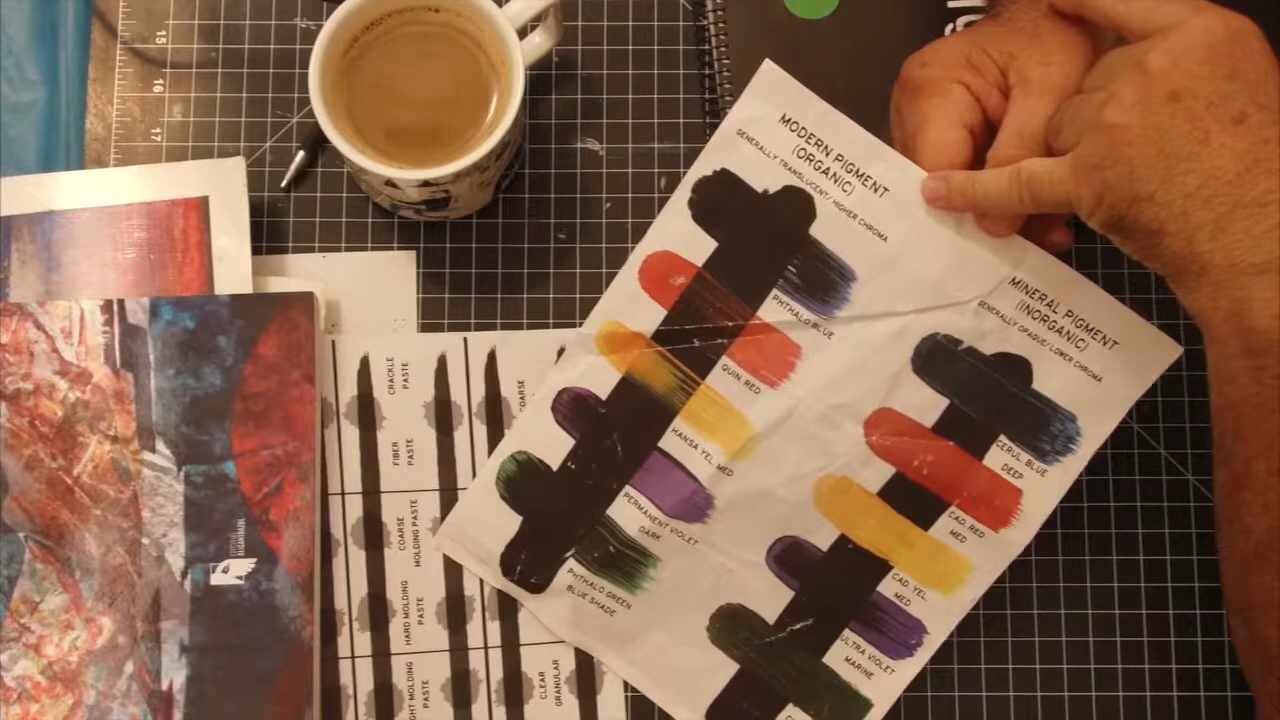 15
16
17
MODERN PIGMENT
(ORGANIC)
GENERALLY TRANSLUCENT/ HIGHER CHROMA
PHTHALO BLUE
QUIN. RED
HANSA YEL. MED
PERMANENT VIOLET
DARK
PHTHALO GREEN
BLUE SHADE
MINERAL PIGMENT
(INORGANIC)
GENERALLY OPAQUE/ LOWER CHROMA
CERUL. BLUE
DEEP
CAD. RED
MED
CAD. YEL.
MED
ULTRA VIOLET
MARINE
CRACKLE
PASTE
COARSE
FIBER
PASTE
COARSE
MOLDING PASTE
HARD MOLDING
PASTE
MOLDING
PASTE
CLEAR
GRANULAR